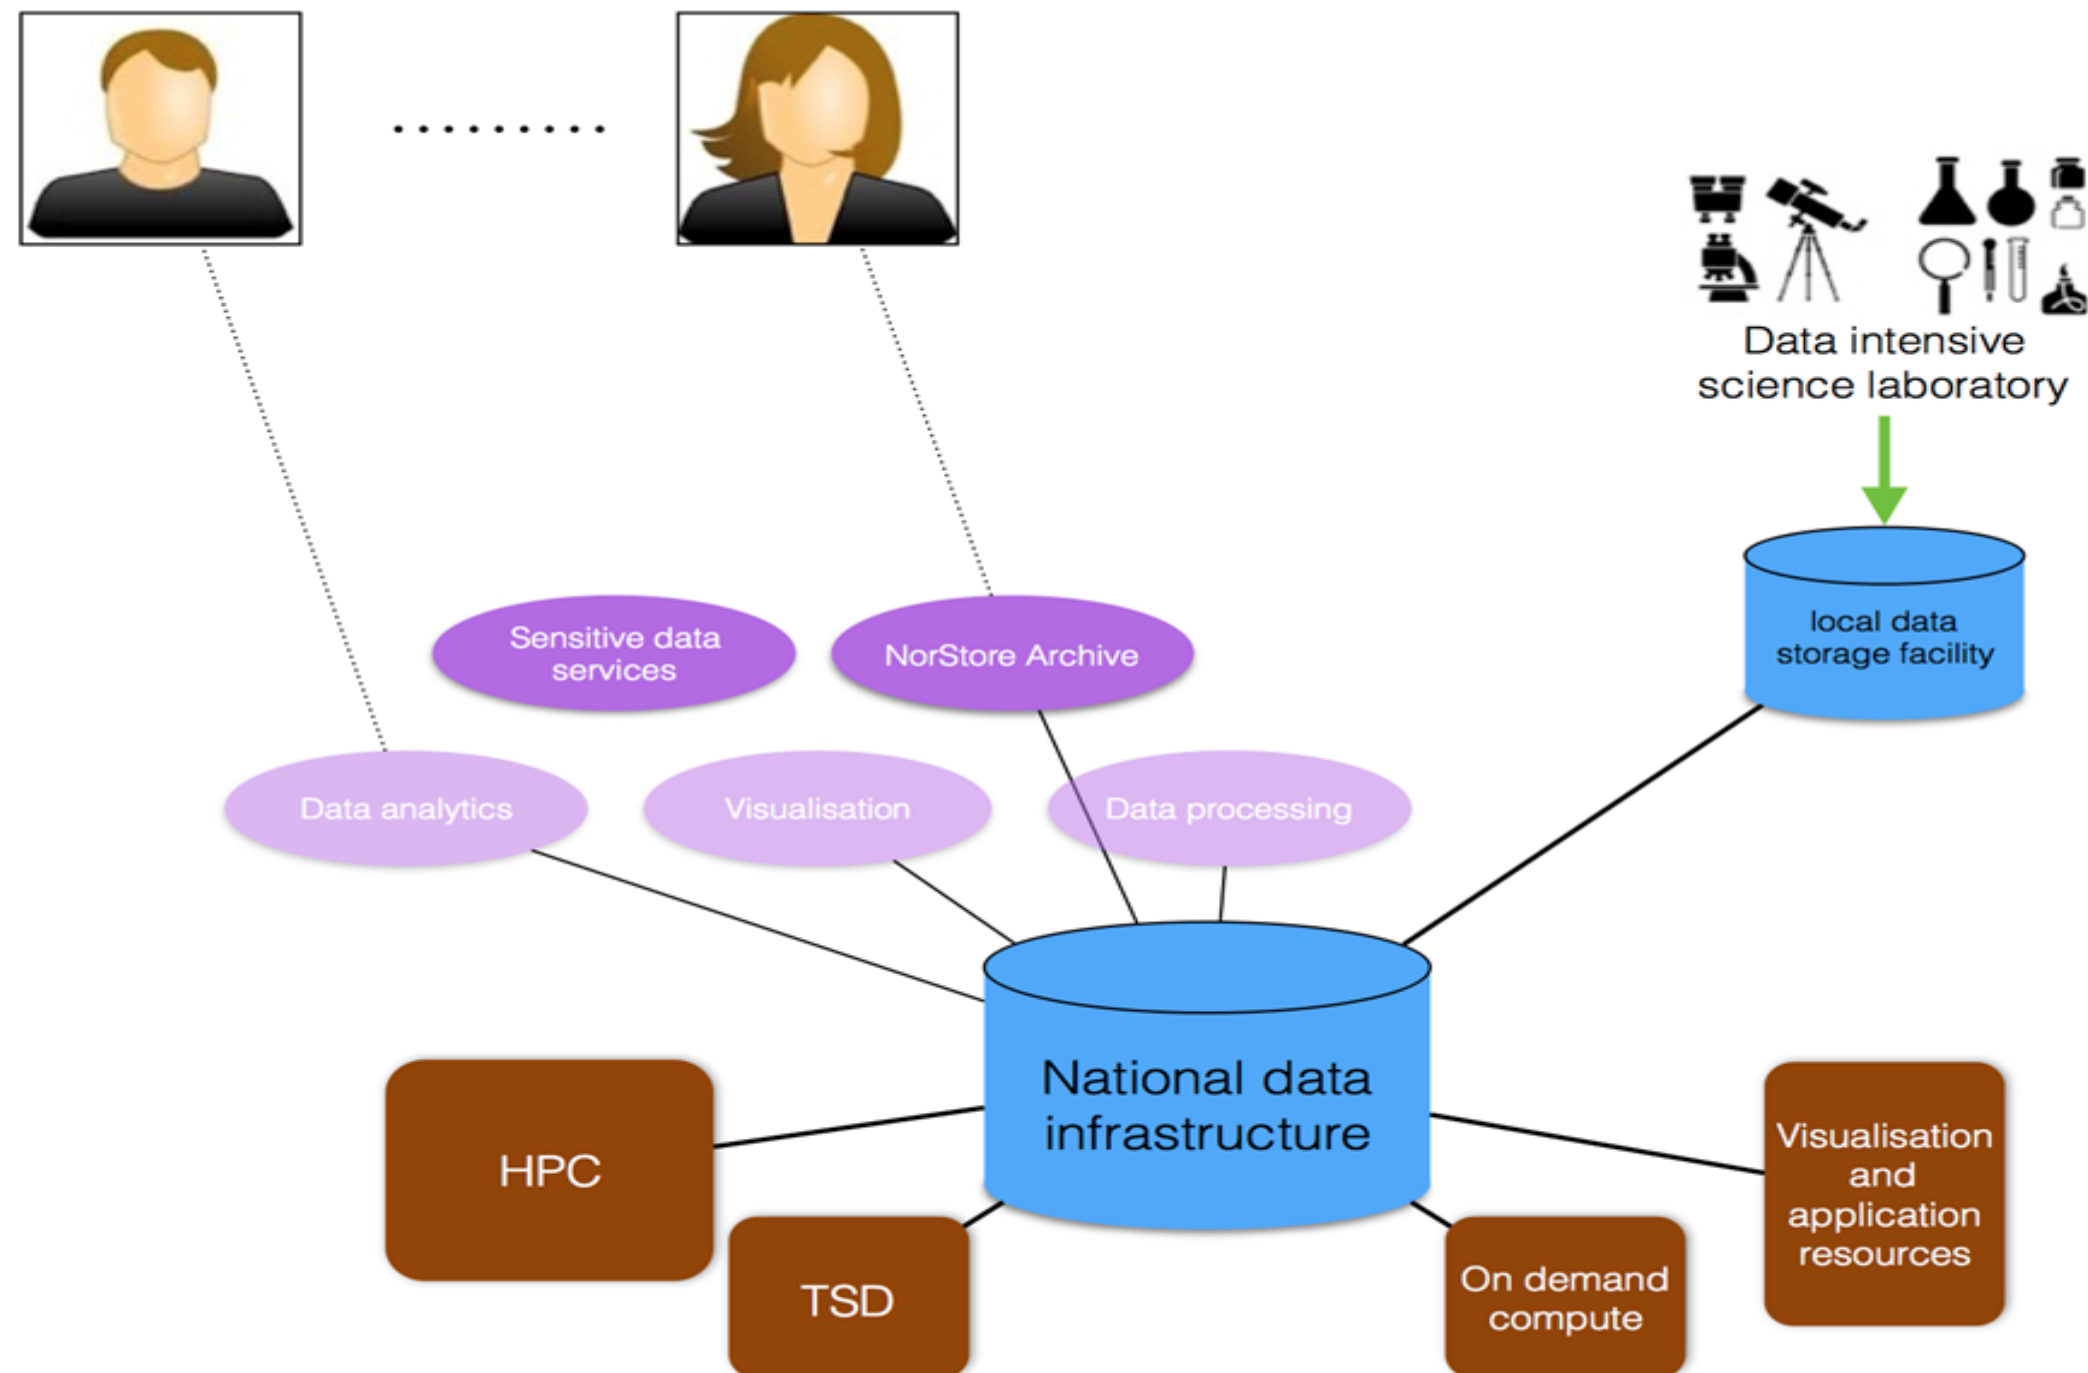 Data intensive
science laboratory
local data
storage facility
Sensitive data
services
NorStore Archive
Data analytics
Visualisation
Data processing
National data
infrastructure
HPC
TSD
On demand
compute
Visualisation
and
application
resources